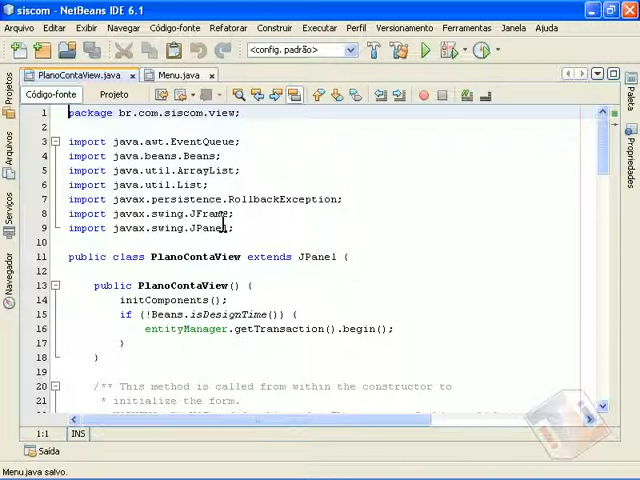 siscom - NetBeans IDE 6.1
Arquivo Editar Exibir Navegar Código-fonte Refatorar Construir Executar Perfil Versionamento Ferramentas Janela Ajuda
<config. padrão>
PlanoContaView.java Menu.java
Código-fonte Projeto
1 package br.com.siscom.view;
2
3 import java.awt.EventQueue;
4 import java.beans.Beans;
5 import java.util.ArrayList;
6 import java.util.List;
7 import javax.persistence.RollbackException;
8 import javax.swing.JFrame;
9 import javax.swing.JPanel;
10
11 public class PlanoContaView extends JPanel {
12
13 public PlanoContaView() {
14 initComponents();
15 if (!Beans.isDesignTime()) {
16 entityManager.getTransaction().begin();
17 }
18 }
19
20 /** This method is called from within the constructor to
21 * initialize the form.
1:1 INS
Saída
Menu.java salvo.
Projetos
Arquivos
Serviços
Navegador
Paleta